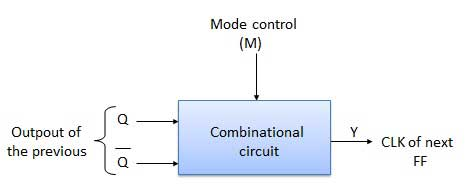 Mode control
(M)
Outpout of
the previous
Q
Q̅
Combinational
circuit
Y
CLK of next
FF